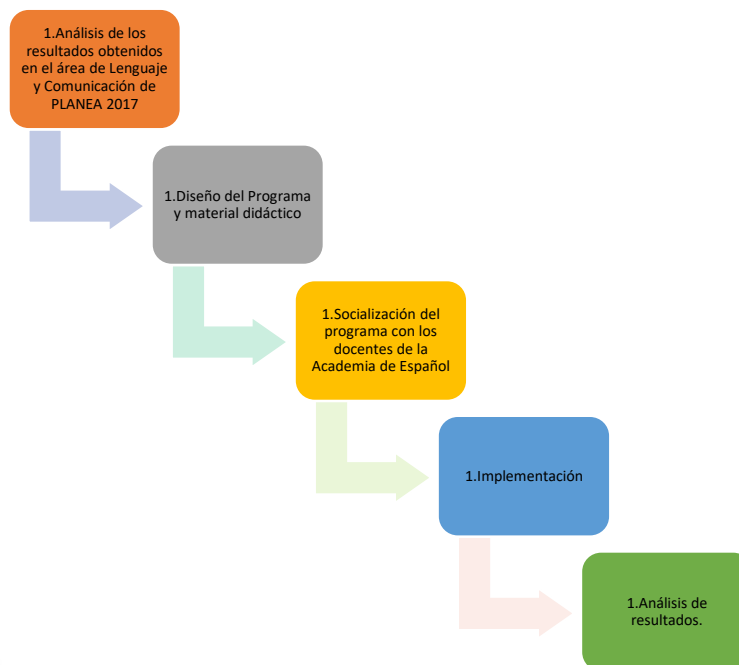 1.Análisis de los
resultados obtenidos
en el área de Lenguaje
y Comunicación de
PLANEA 2017
1.Diseño del Programa
y material didáctico
1.Socialización del
programa con los
docentes de la
Academia de Español
1.Implementación
1.Análisis de
resultados.